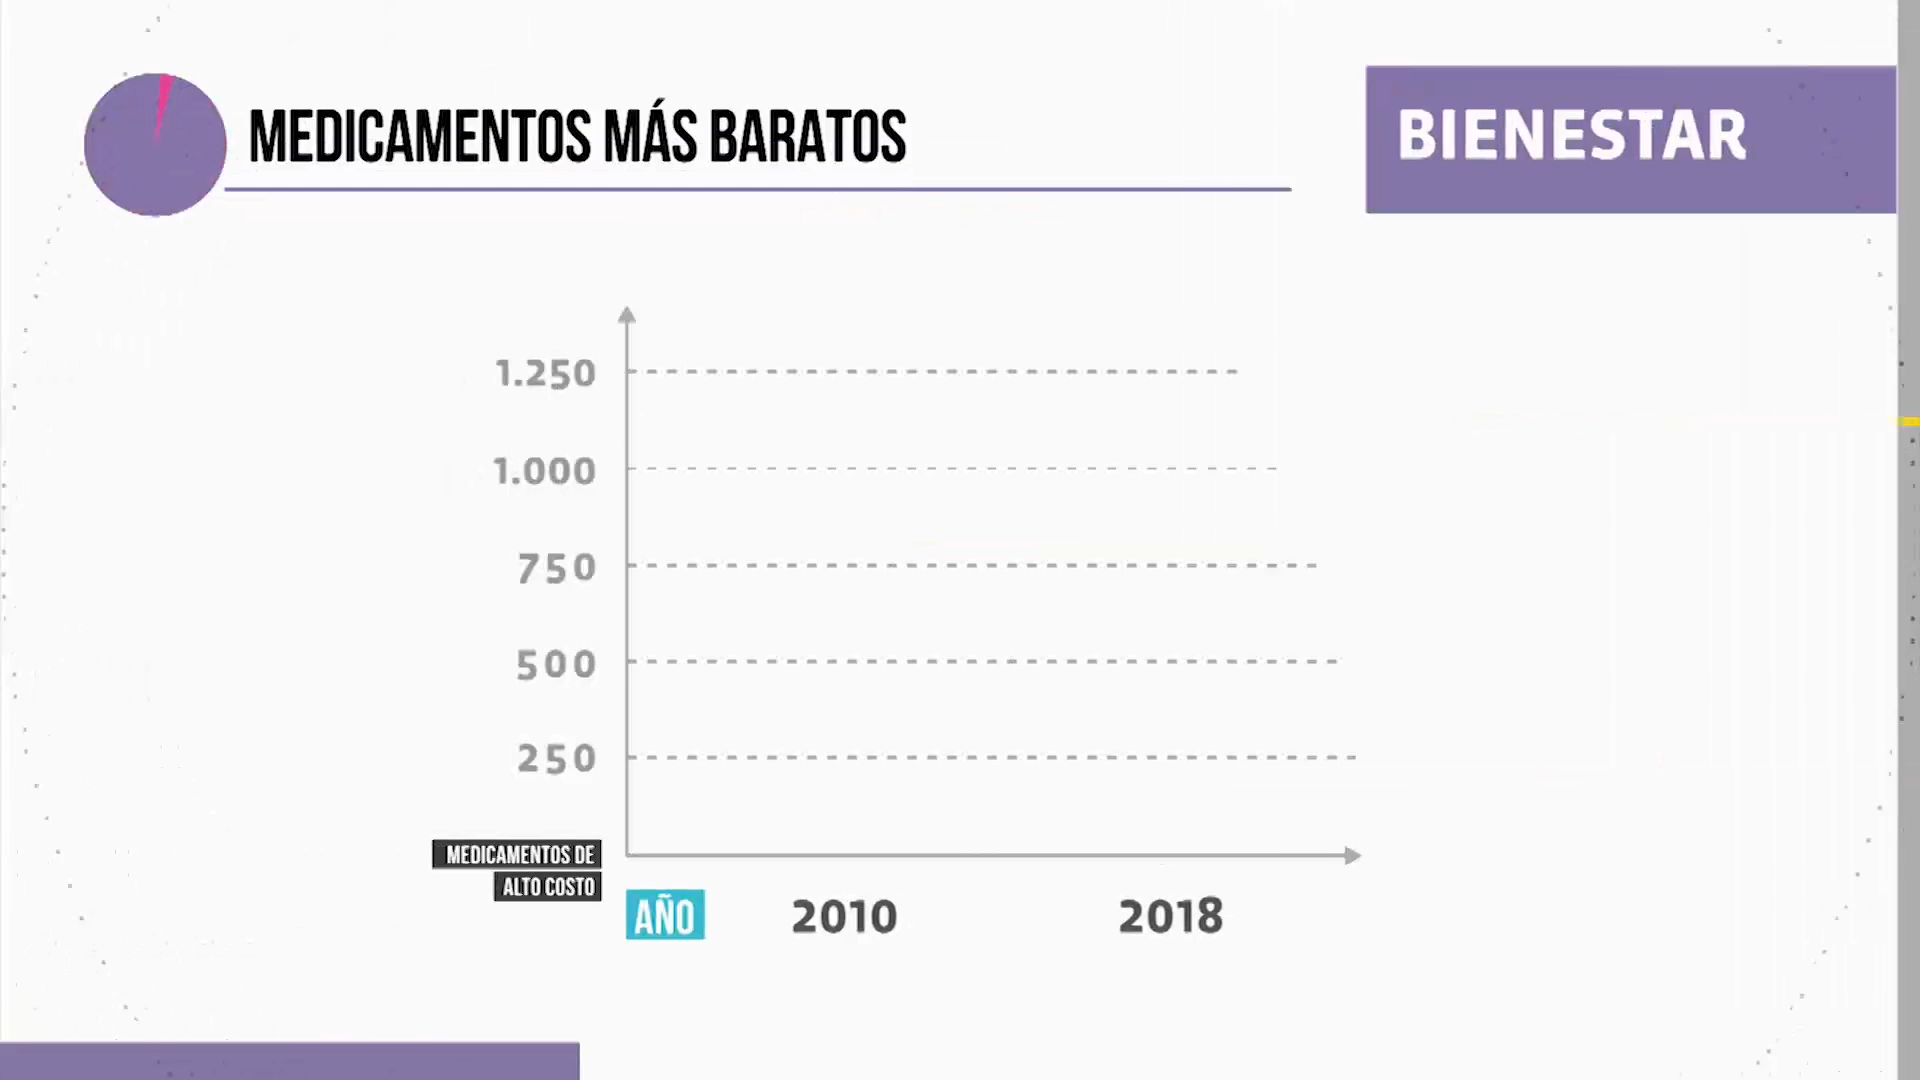 MEDICAMENTOS MÁS BARATOS
BIENESTAR
1.250
1.000
750
500
250
MEDICAMENTOS DE
ALTO COSTO
AÑO 2010 2018